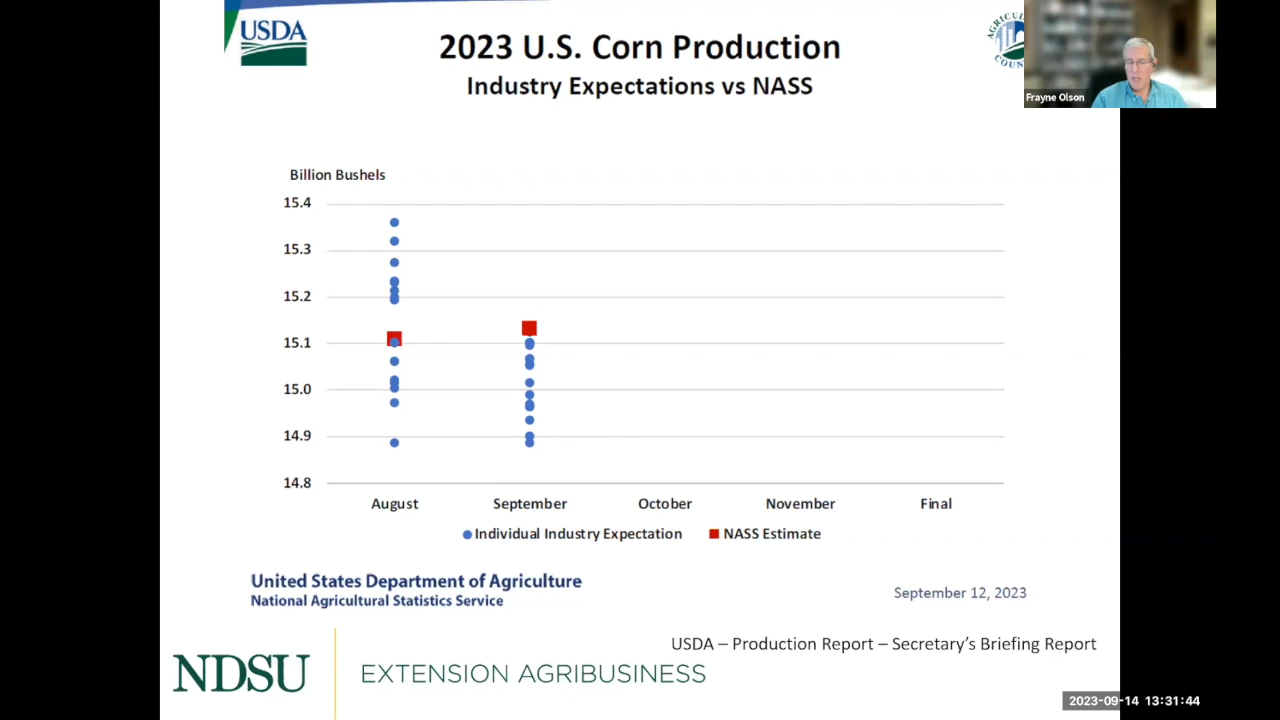 USDA
2023 U.S. Corn Production
Industry Expectations vs NASS
Frayne Olson
Billion Bushels
15.4
15.3
15.2
15.1
15.0
14.9
14.8
August September October November Final
Individual Industry Expectation NASS Estimate
United States Department of Agriculture
National Agricultural Statistics Service
September 12, 2023
USDA – Production Report – Secretary's Briefing Report
NDSU EXTENSION AGRIBUSINESS
2023-09-14 13:31:44